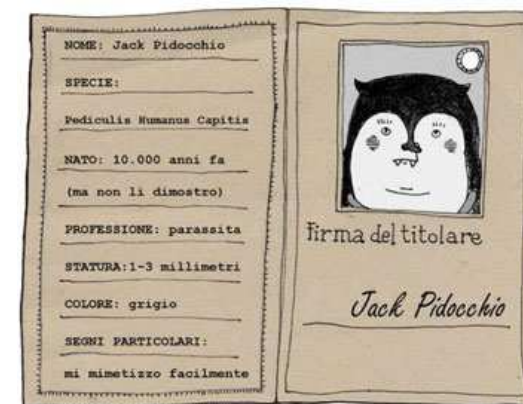 NOME: Jack Pidocchio
SPECIE:
Pediculis Humanus Capitis
NATO: 10.000 anni fa
(ma non li dimostro)
PROFESSIONE: parassita
STATURA:1-3 millimetri
COLORE: grigio
SEGNI PARTICOLARI:
mi mimetizzo facilmente
Firma del titolare
Jack Pidocchio